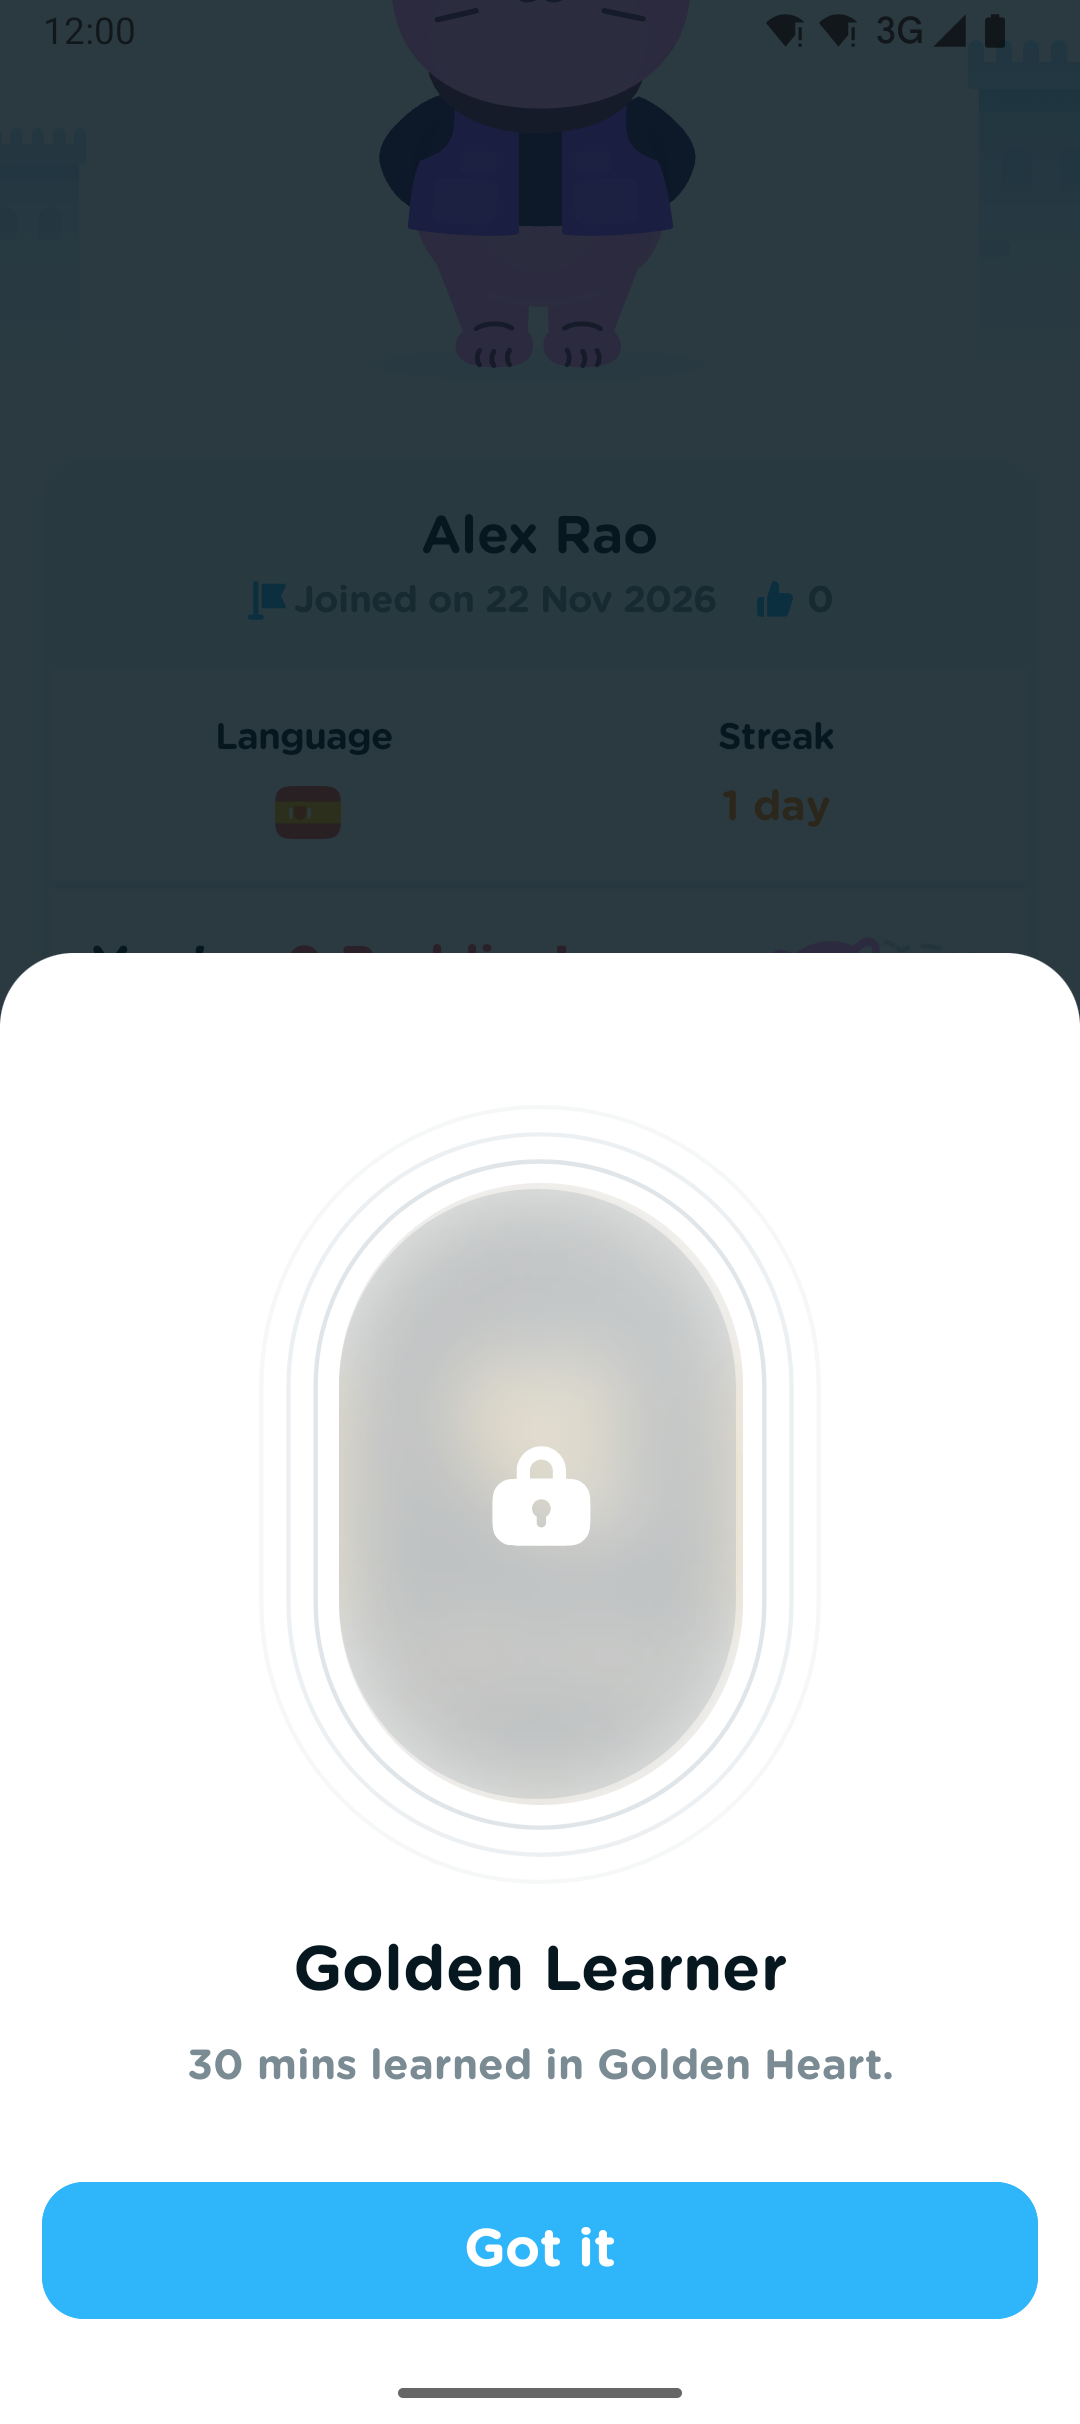 12:00
3G
Alex Rao
Joined on 22 Nov 2026
0
Language
Streak
1 day
Golden Learner
30 mins learned in Golden Heart.
Got it